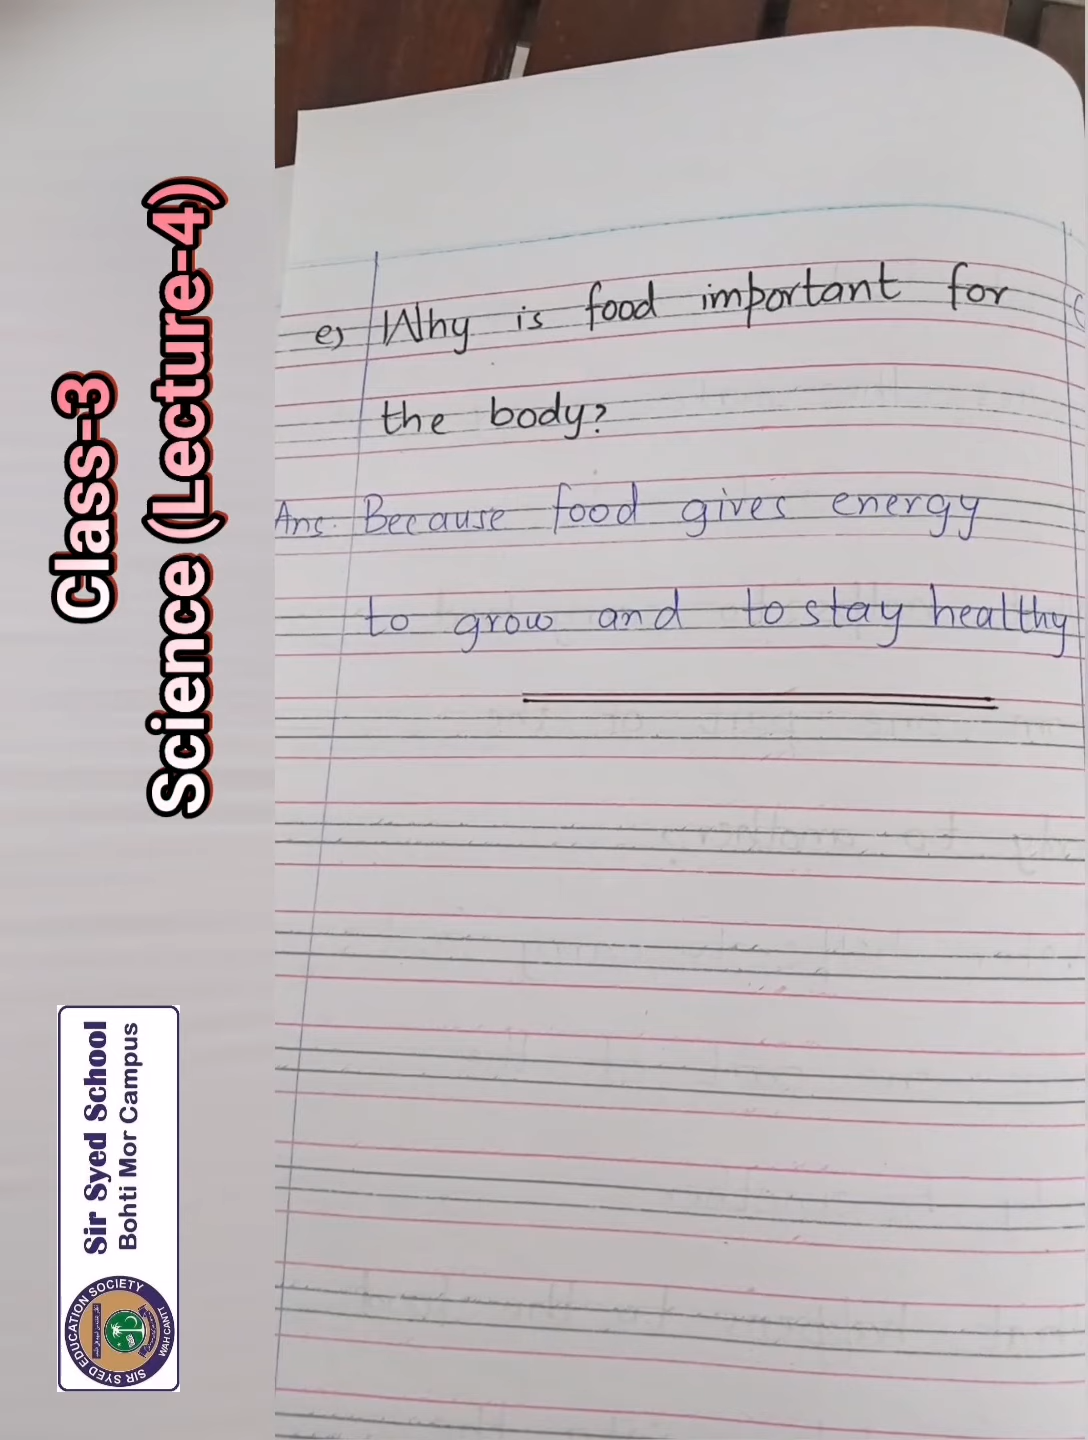 Class-3
Science (Lecture-4)
e) Why is food important for
the body?
Ans. Because food gives energy
to grow and to stay healthy
Sir Syed School
Bohti Mor Campus
SIR SYED EDUCATION SOCIETY
WAH CANTT